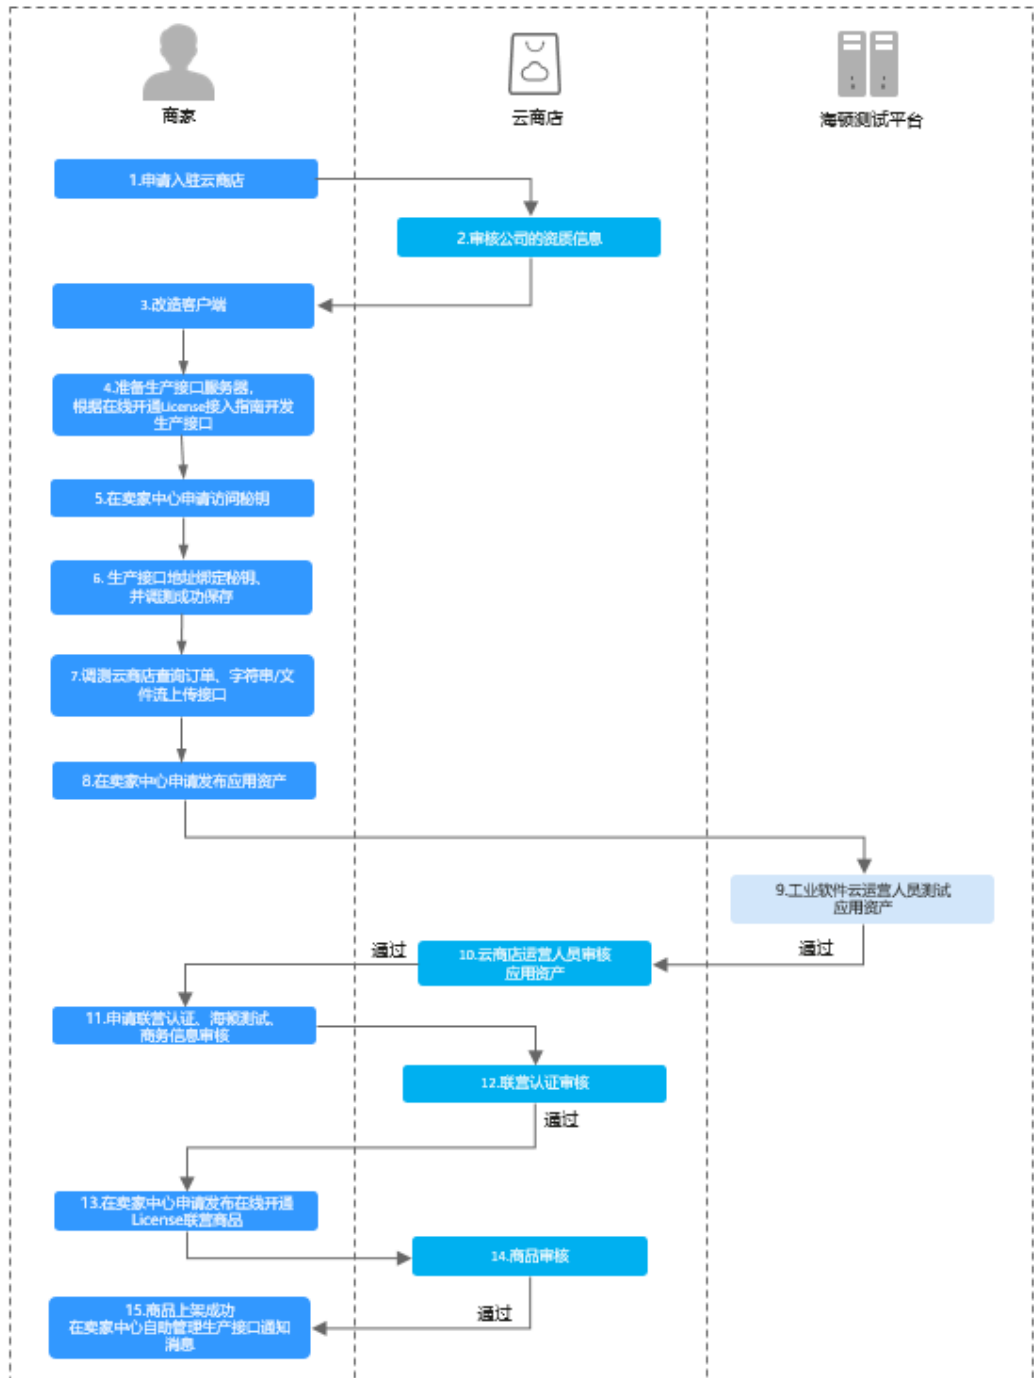 商家
云商店
海顿测试平台
1.申请入驻云商店
2.审核公司的资质信息
3.改造客户端
4.准备生产接口服务器，
根据在线开通License接入指南开发
生产接口
5.在卖家中心申请访问秘钥
6. 生产接口地址绑定秘钥、
并调测成功保存
7.调测云商店查询订单、字符串/文
件流上传接口
8.在卖家中心申请发布应用资产
9.工业软件云运营人员测试
应用资产
通过
10.云商店运营人员审核
应用资产
通过
11.申请联营认证、海顿测试、
商务信息审核
12.联营认证审核
通过
13.在卖家中心申请发布在线开通
License联营商品
14.商品审核
通过
15.商品上架成功
在卖家中心自助管理生产接口通知
消息